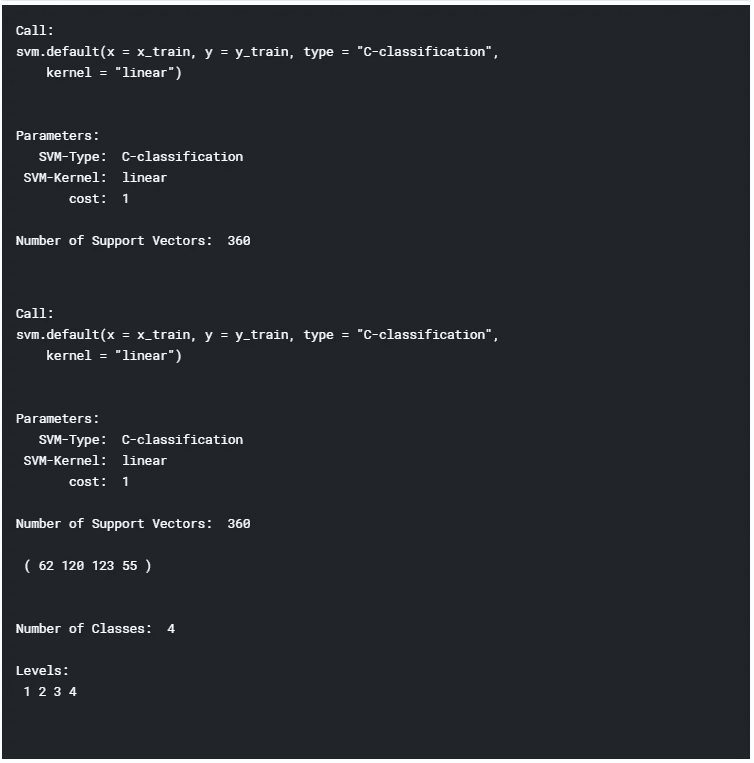 Call:
svm.default(x = x_train, y = y_train, type = "C-classification",
    kernel = "linear")
Parameters:
   SVM-Type:  C-classification
 SVM-Kernel:  linear
       cost:  1
Number of Support Vectors:  360
Call:
svm.default(x = x_train, y = y_train, type = "C-classification",
    kernel = "linear")
Parameters:
   SVM-Type:  C-classification
 SVM-Kernel:  linear
       cost:  1
Number of Support Vectors:  360
 ( 62 120 123 55 )
Number of Classes:  4
Levels:
 1 2 3 4